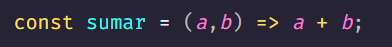 const sumar = (a,b) => a + b;